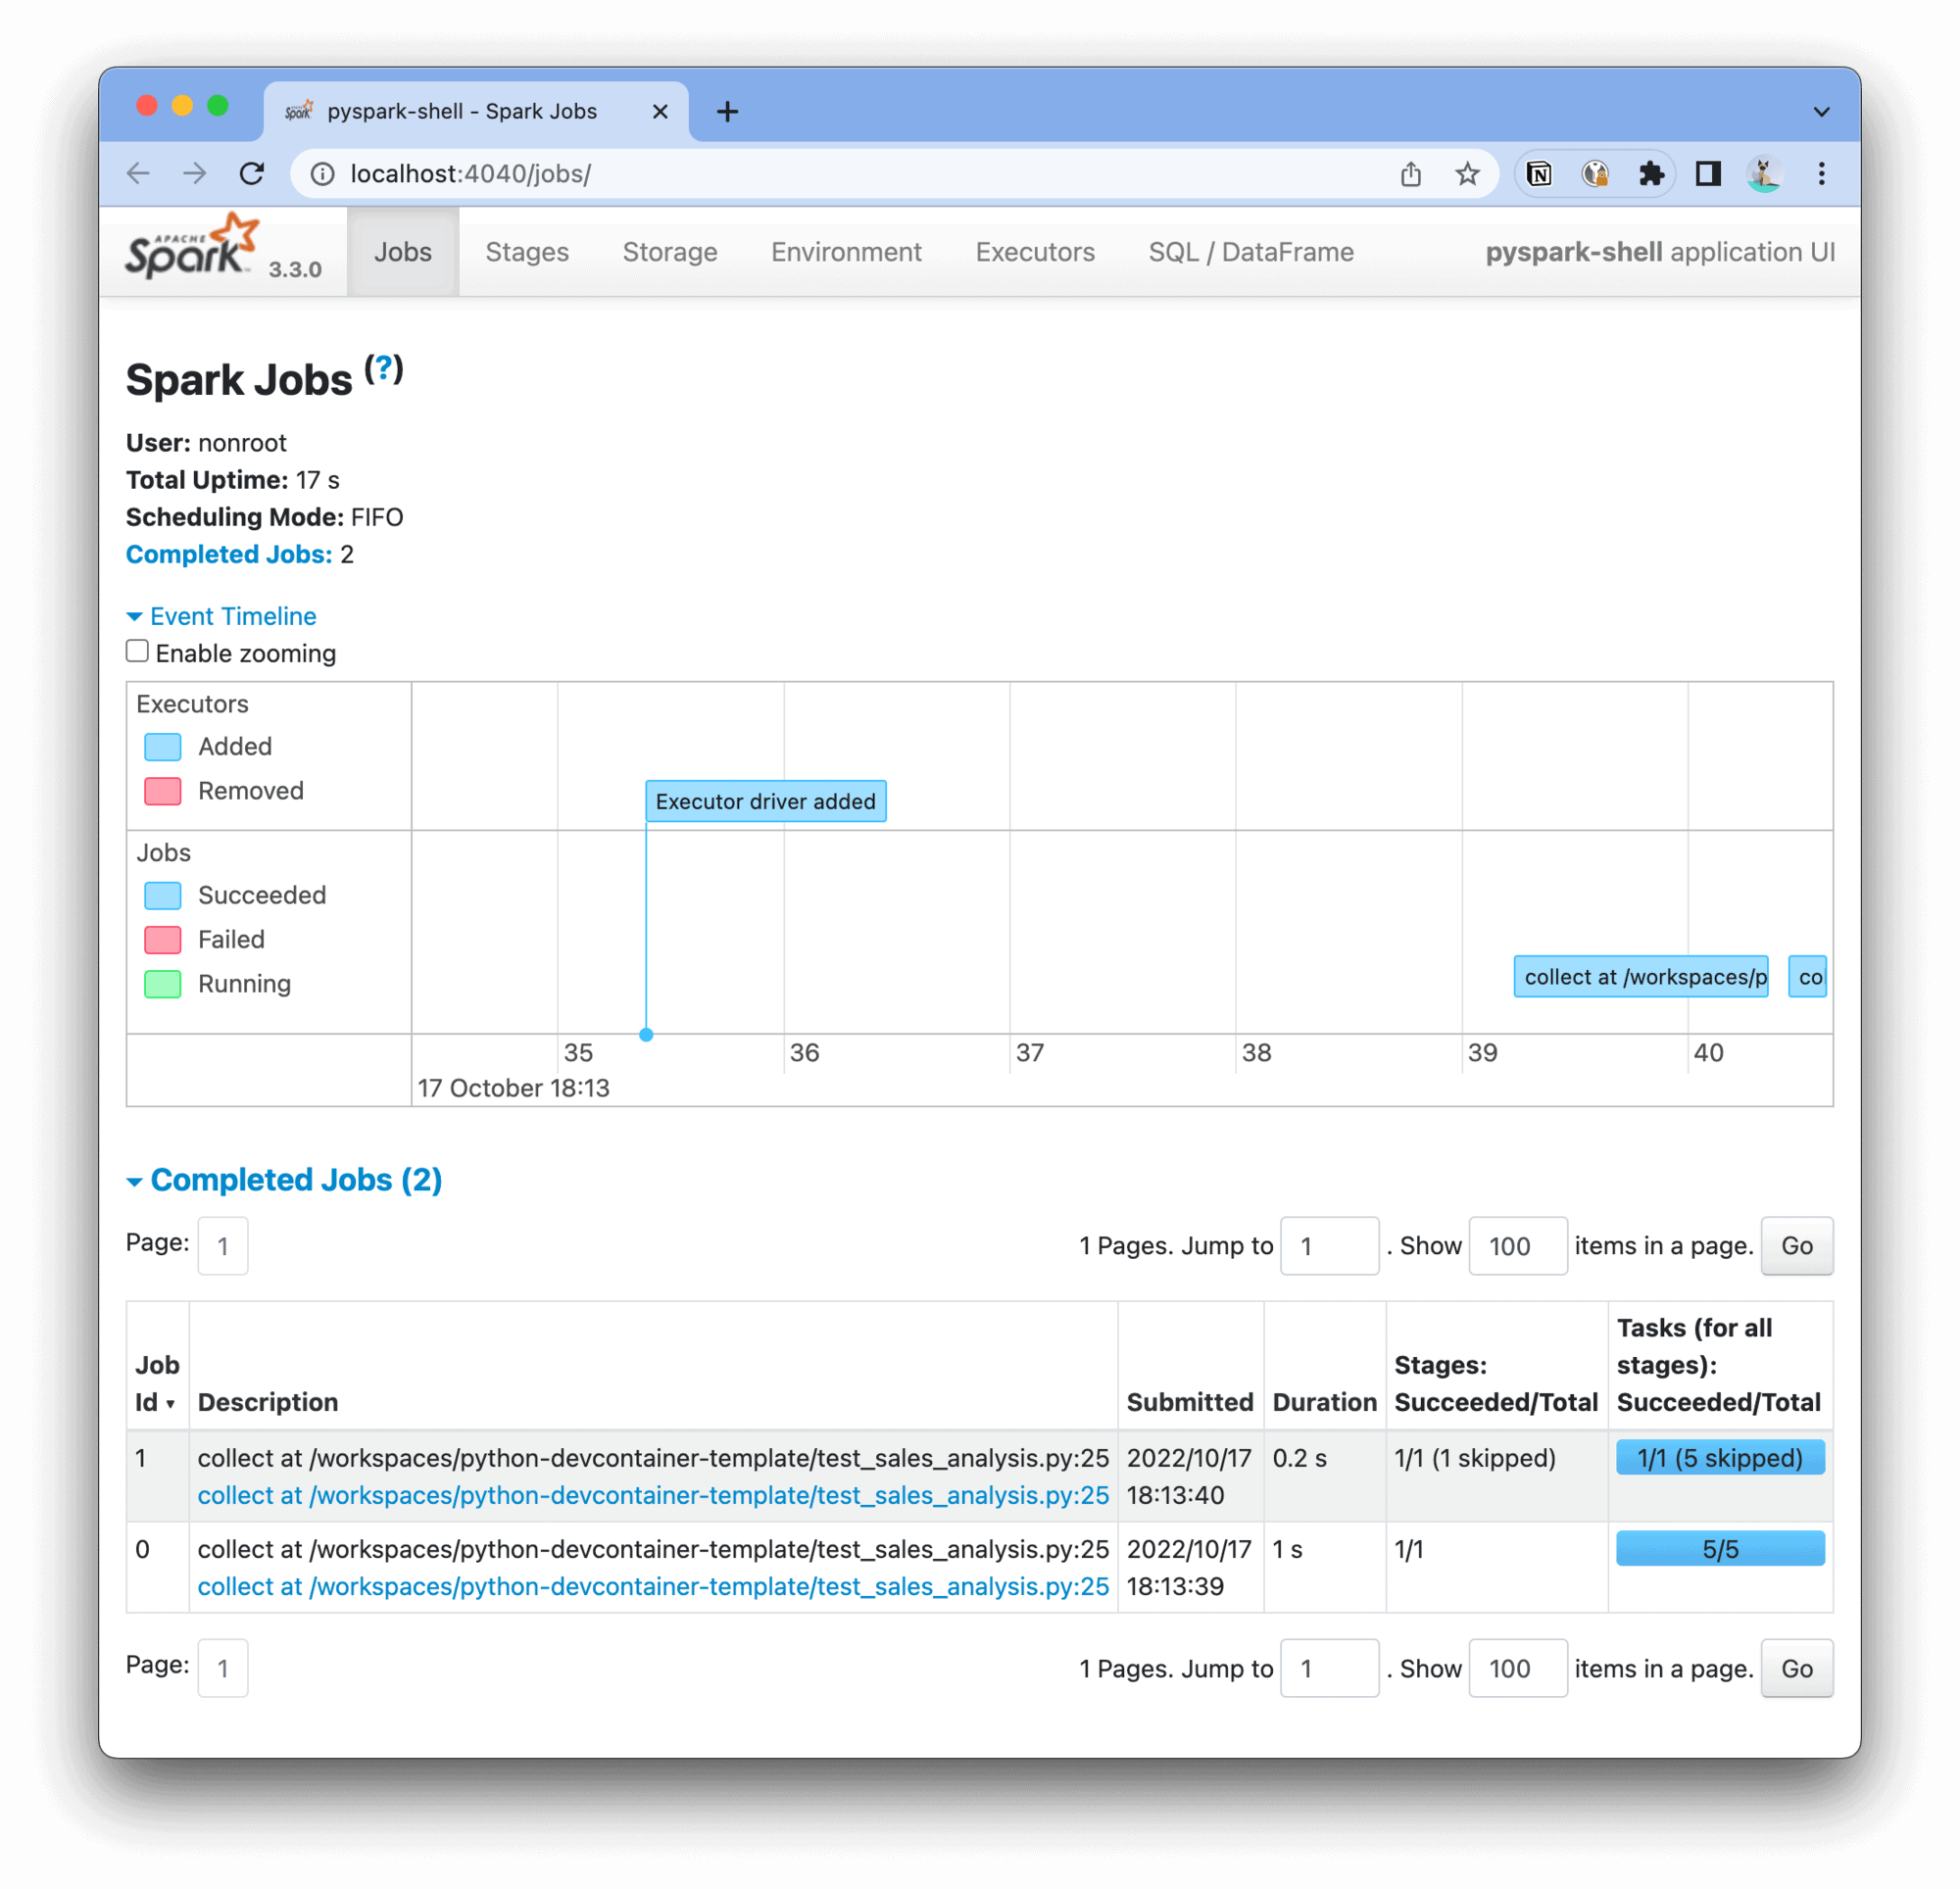 pyspark-shell - Spark Jobs
localhost:4040/jobs/
APACHE Spark 3.3.0 Jobs Stages Storage Environment Executors SQL / DataFrame pyspark-shell application UI
Spark Jobs (?)
User: nonroot
Total Uptime: 17 s
Scheduling Mode: FIFO
Completed Jobs: 2
Event Timeline
Enable zooming
Executors
Added
Removed
Executor driver added
Jobs
Succeeded
Failed
Running
collect at /workspaces/p co
35 36 37 38 39 40
17 October 18:13
Completed Jobs (2)
Page: 1 1 Pages. Jump to 1 . Show 100 items in a page. Go
Job Id ▾ Description Submitted Duration Stages: Succeeded/Total Tasks (for all stages): Succeeded/Total
1 collect at /workspaces/python-devcontainer-template/test_sales_analysis.py:25 2022/10/17 0.2 s 1/1 (1 skipped) 1/1 (5 skipped)
collect at /workspaces/python-devcontainer-template/test_sales_analysis.py:25 18:13:40
0 collect at /workspaces/python-devcontainer-template/test_sales_analysis.py:25 2022/10/17 1 s 1/1 5/5
collect at /workspaces/python-devcontainer-template/test_sales_analysis.py:25 18:13:39
Page: 1 1 Pages. Jump to 1 . Show 100 items in a page. Go